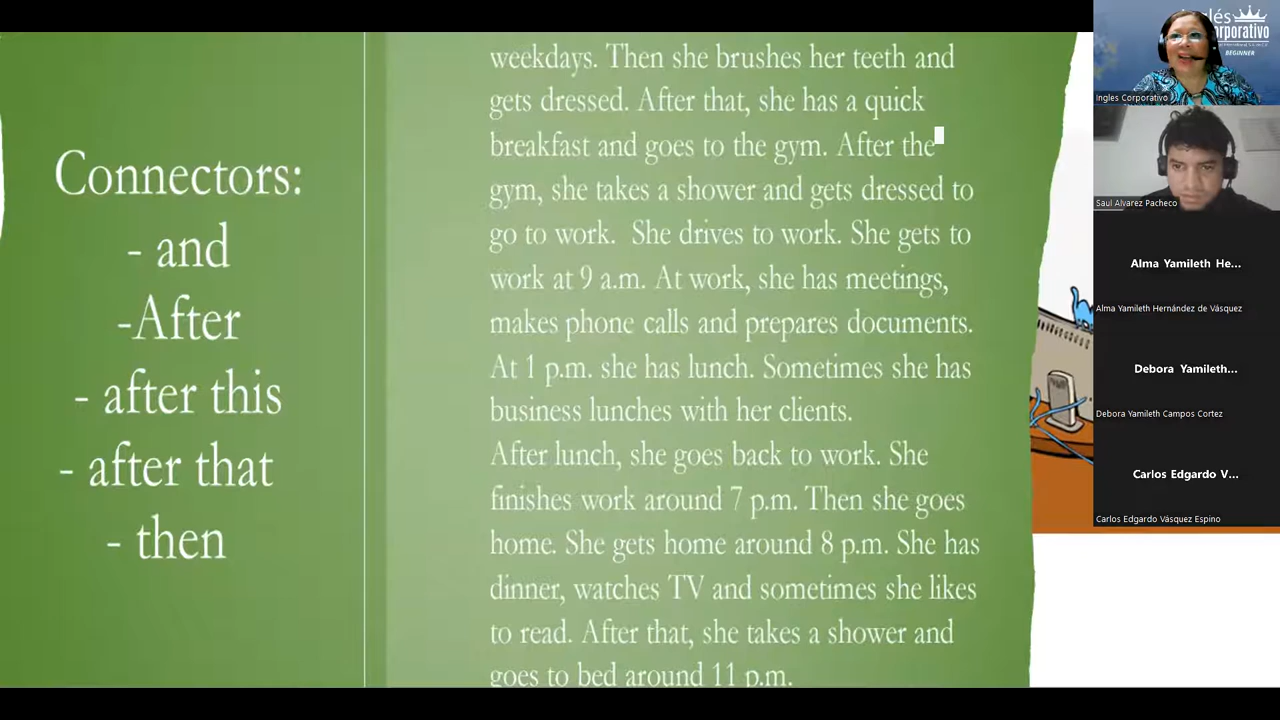 Connectors:
- and
-After
- after this
- after that
- then
weekdays. Then she brushes her teeth and
gets dressed. After that, she has a quick
breakfast and goes to the gym. After the
gym, she takes a shower and gets dressed to
go to work.  She drives to work. She gets to
work at 9 a.m. At work, she has meetings,
makes phone calls and prepares documents.
At 1 p.m. she has lunch. Sometimes she has
business lunches with her clients.
After lunch, she goes back to work. She
finishes work around 7 p.m. Then she goes
home. She gets home around 8 p.m. She has
dinner, watches TV and sometimes she likes
to read. After that, she takes a shower and
goes to bed around 11 p.m.
BEGINNER
Ingles Corporativo
Saul Alvarez Pacheco
Alma Yamileth He...
Alma Yamileth Hernández de Vásquez
Debora Yamileth...
Debora Yamileth Campos Cortez
Carlos Edgardo V...
Carlos Edgardo Vásquez Espino